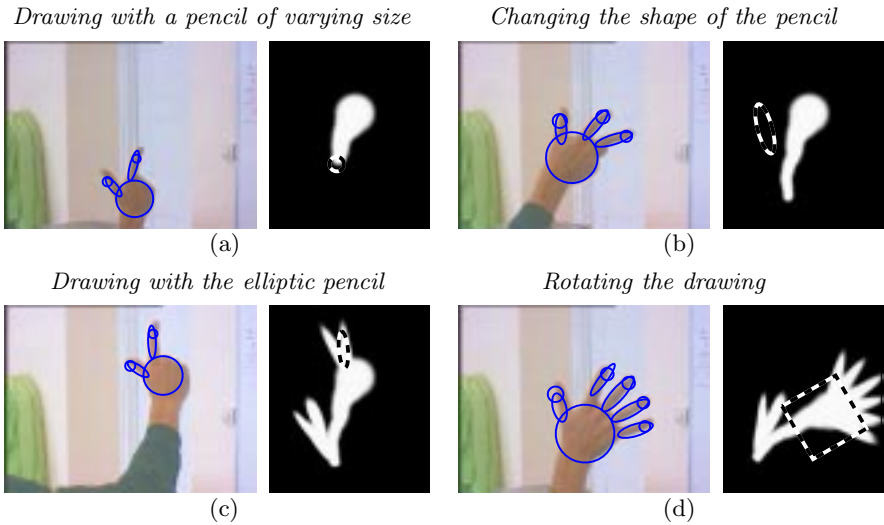 Drawing with a pencil of varying size
Changing the shape of the pencil
(a)
(b)
Drawing with the elliptic pencil
Rotating the drawing
(c)
(d)